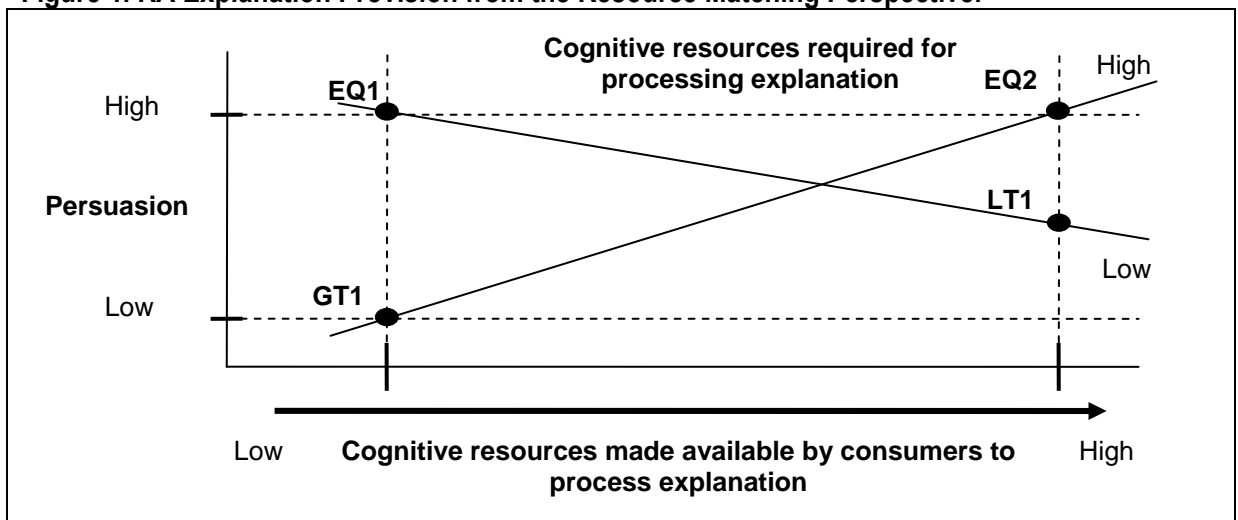 Figure 1: RA Explanation Provision from the Resource Matching Perspective.
Cognitive resources required for
processing explanation
High
EQ1
EQ2
High
Persuasion
LT1
Low
GT1
Low
Low
Cognitive resources made available by consumers to
process explanation
High